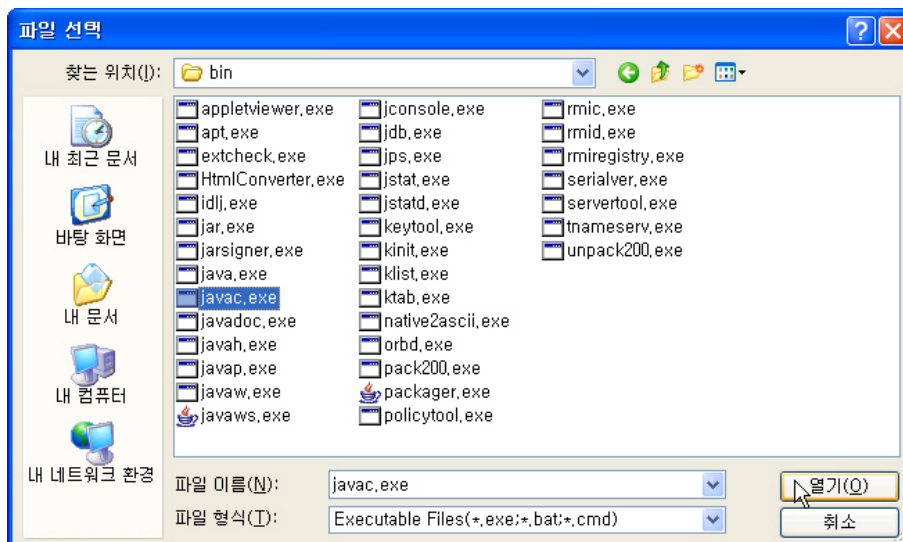 파일 선택
찾는 위치(I):
bin
내 최근 문서
바탕 화면
내 문서
내 컴퓨터
내 네트워크 환경
appletviewer.exe
apt.exe
extcheck.exe
HtmlConverter.exe
idlj.exe
jar.exe
jarsigner.exe
java.exe
javac.exe
javadoc.exe
javah.exe
javap.exe
javaw.exe
javaws.exe
jconsole.exe
jdb.exe
jps.exe
jstat.exe
jstatd.exe
keytool.exe
kinit.exe
klist.exe
ktab.exe
native2ascii.exe
orbd.exe
pack200.exe
packager.exe
policytool.exe
rmic.exe
rmid.exe
rmiregistry.exe
serialver.exe
servertool.exe
tnameserv.exe
unpack200.exe
파일 이름(N):
javac.exe
열기(O)
파일 형식(T):
Executable Files(*.exe;*.bat;*.cmd)
취소